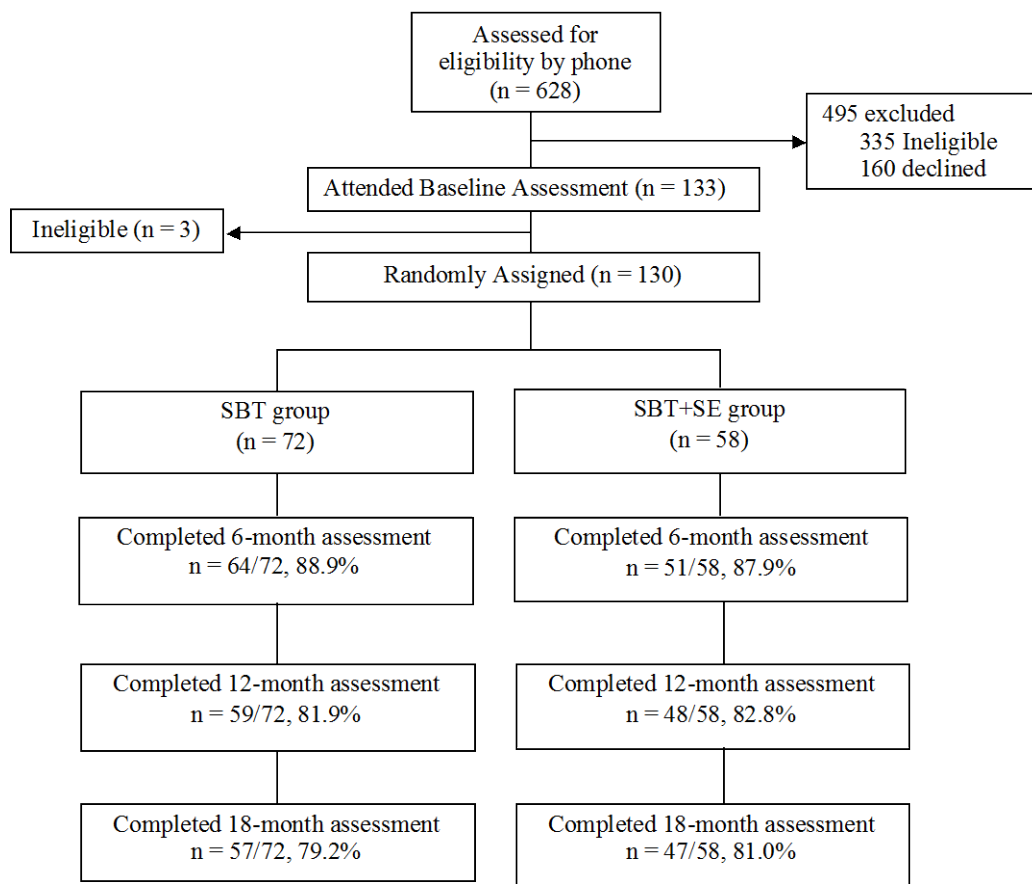 Assessed for
eligibility by phone
(n = 628)
495 excluded
335 Ineligible
160 declined
Attended Baseline Assessment (n = 133)
Ineligible (n = 3)
Randomly Assigned (n = 130)
SBT group
(n = 72)
SBT+SE group
(n = 58)
Completed 6-month assessment
n = 64/72, 88.9%
Completed 6-month assessment
n = 51/58, 87.9%
Completed 12-month assessment
n = 59/72, 81.9%
Completed 12-month assessment
n = 48/58, 82.8%
Completed 18-month assessment
n = 57/72, 79.2%
Completed 18-month assessment
n = 47/58, 81.0%